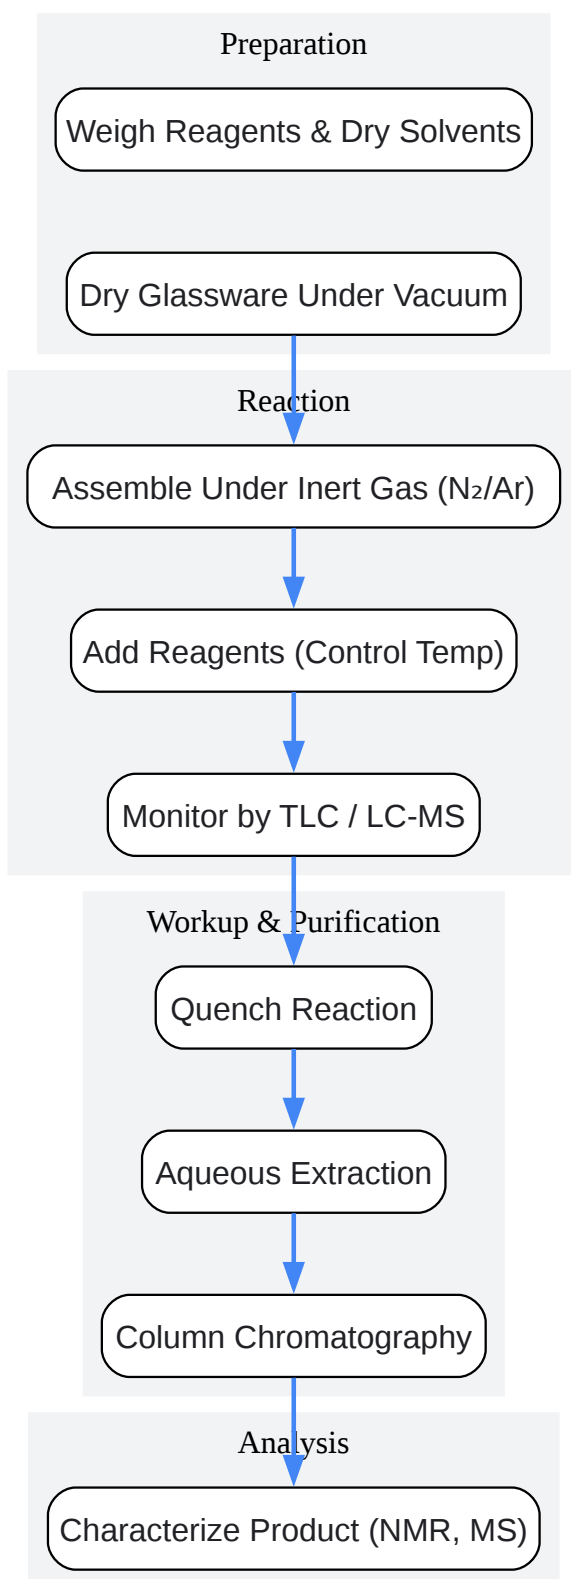 Preparation
Weigh Reagents & Dry Solvents
Dry Glassware Under Vacuum
Reaction
Assemble Under Inert Gas (N₂/Ar)
Add Reagents (Control Temp)
Monitor by TLC / LC-MS
Workup & Purification
Quench Reaction
Aqueous Extraction
Column Chromatography
Analysis
Characterize Product (NMR, MS)